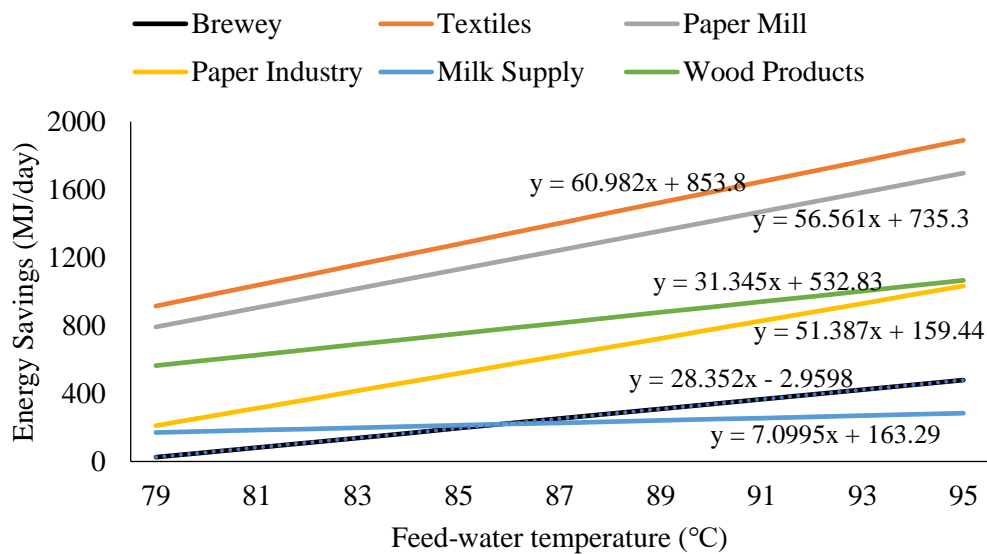 Brewey Textiles Paper Mill
Paper Industry Milk Supply Wood Products
Energy Savings (MJ/day)
2000
1600
1200
800
400
0
y = 60.982x + 853.8
y = 56.561x + 735.3
y = 31.345x + 532.83
y = 51.387x + 159.44
y = 28.352x - 2.9598
y = 7.0995x + 163.29
79 81 83 85 87 89 91 93 95
Feed-water temperature (°C)